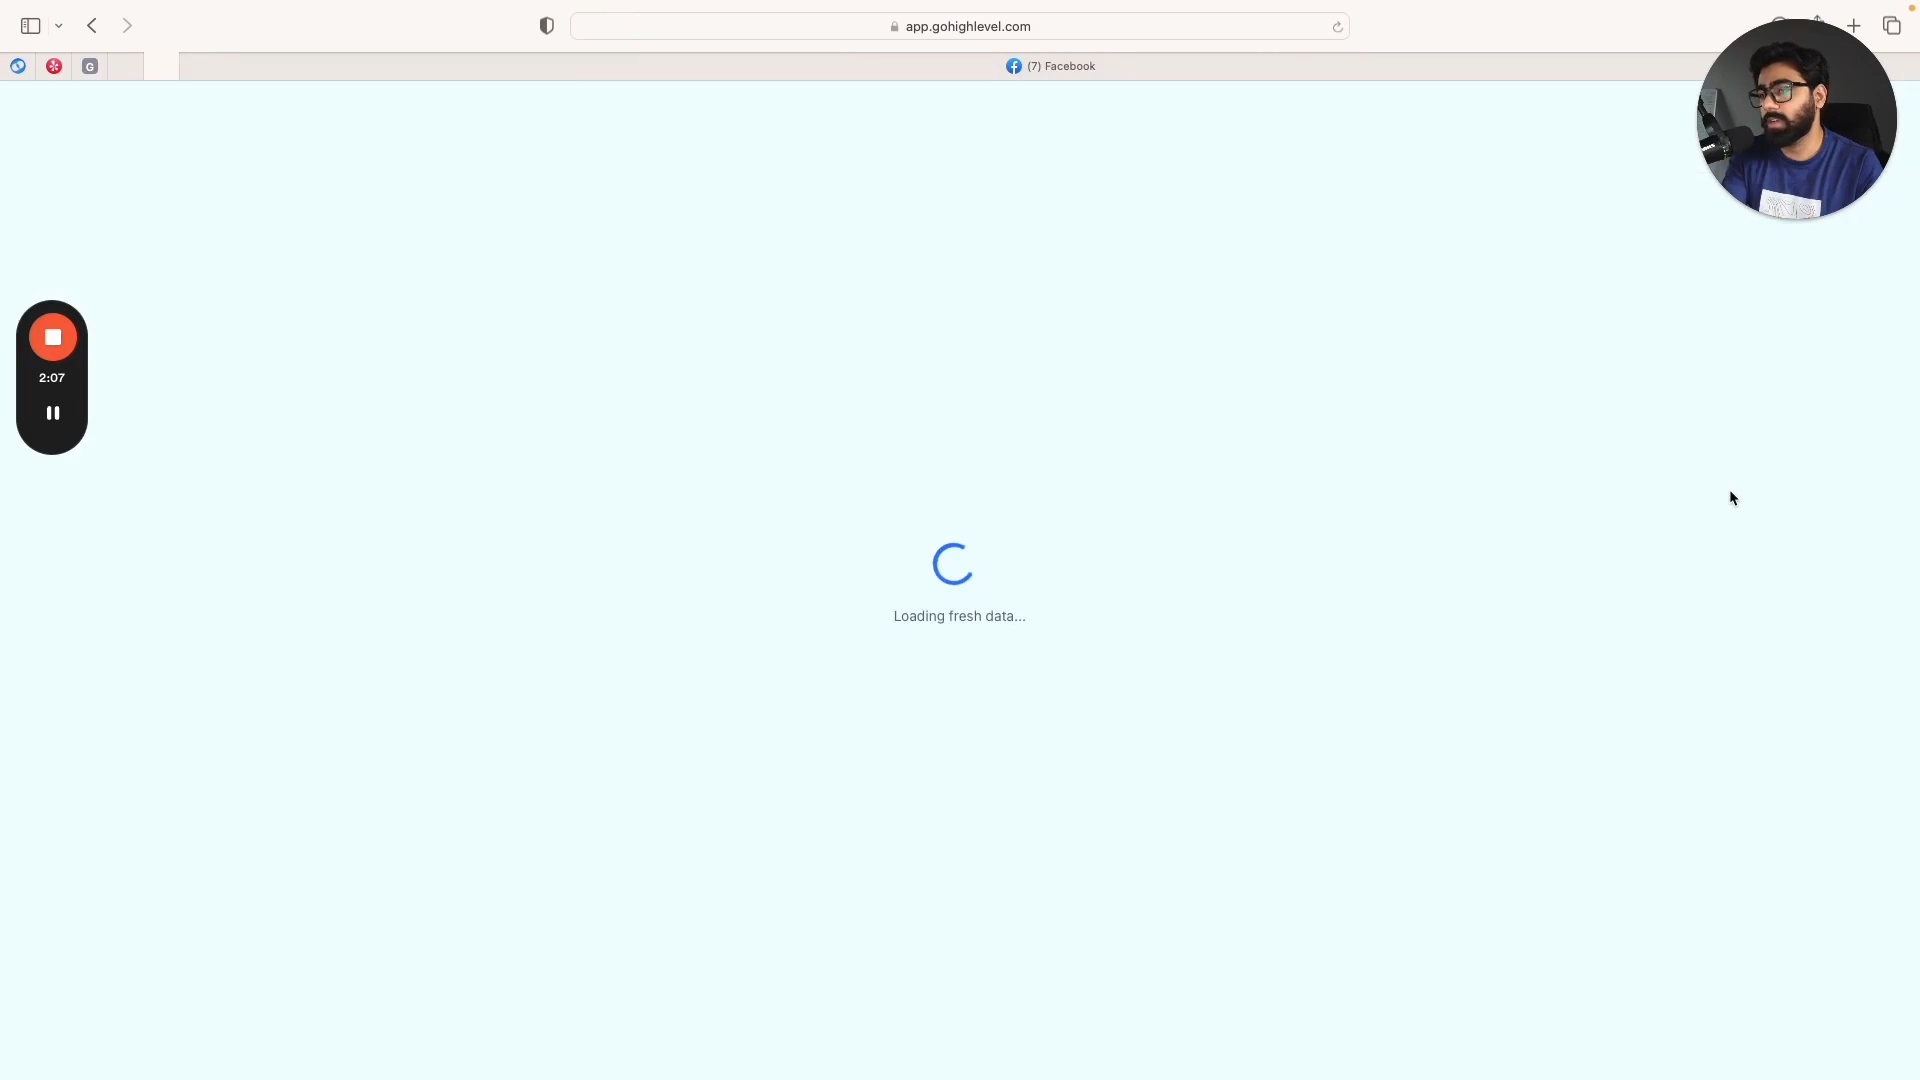 app.gohighlevel.com
G
(7) Facebook
2:07
Loading fresh data...